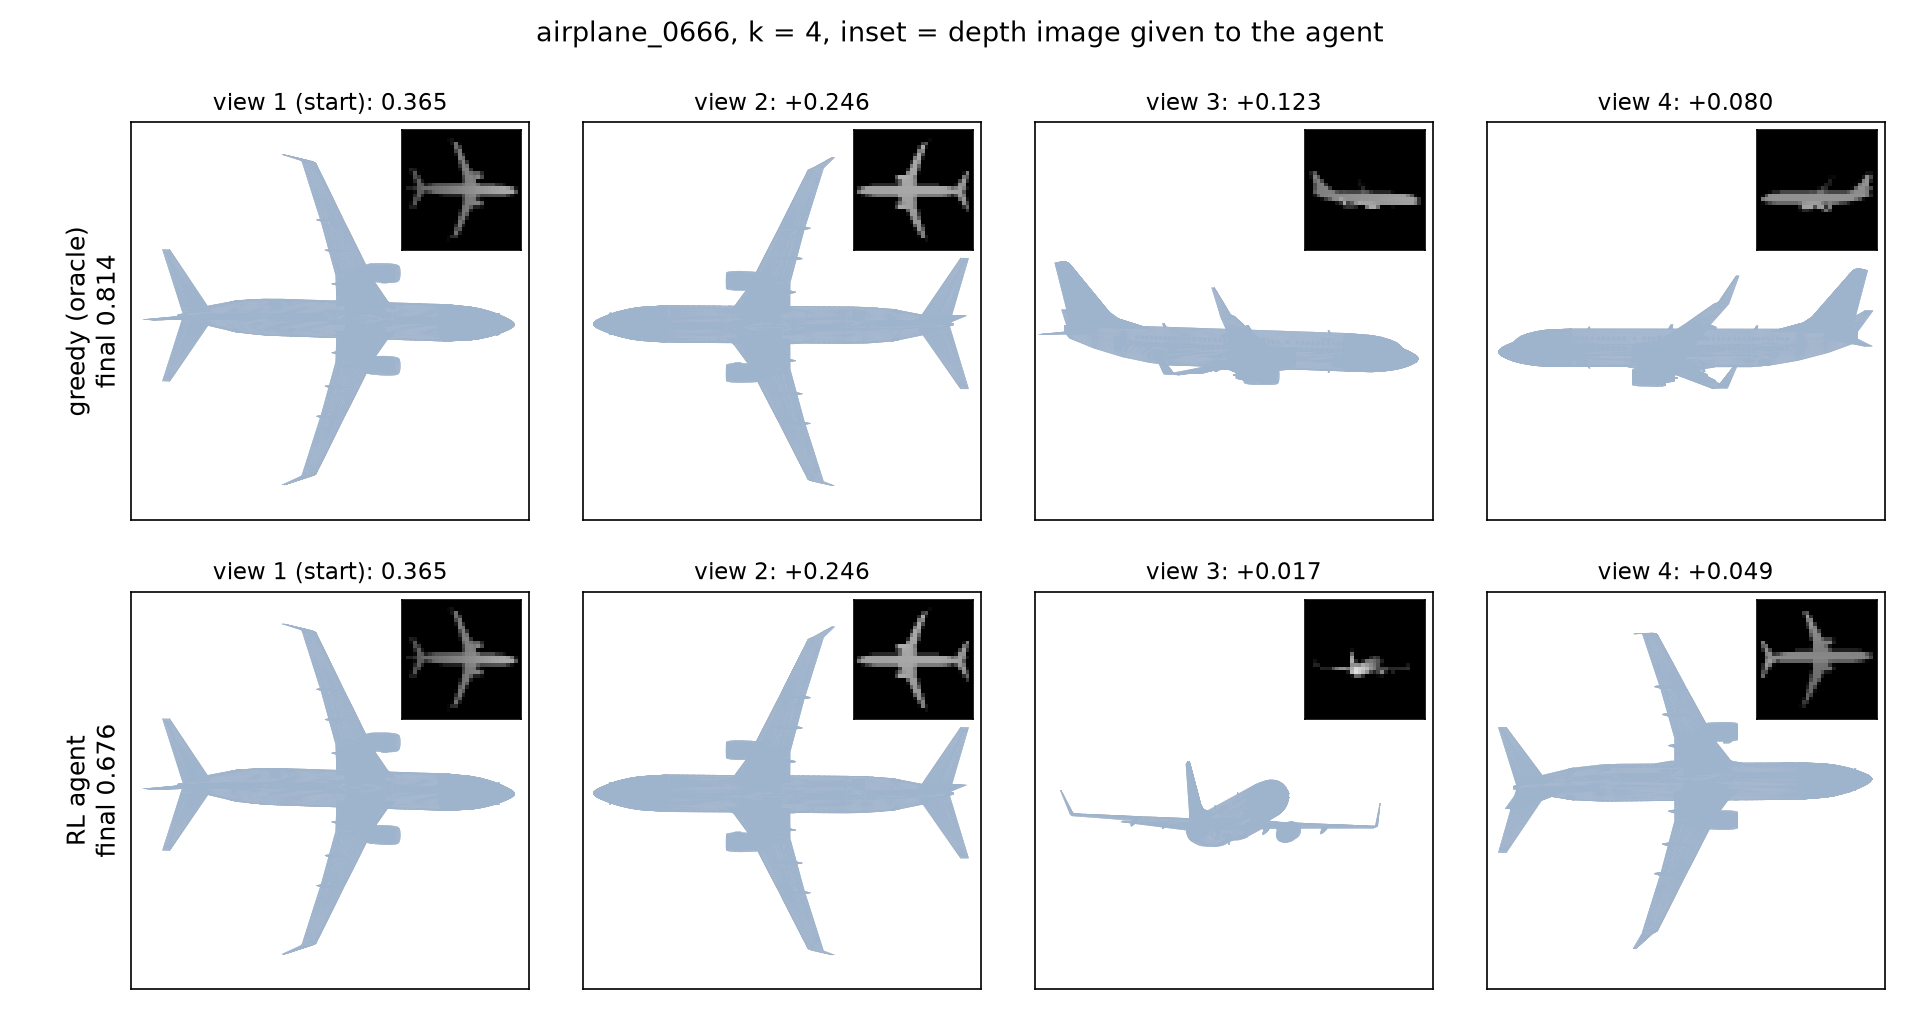 airplane_0666, k = 4, inset = depth image given to the agent
view 1 (start): 0.365
view 2: +0.246
view 3: +0.123
view 4: +0.080
greedy (oracle)
final 0.814
view 1 (start): 0.365
view 2: +0.246
view 3: +0.017
view 4: +0.049
RL agent
final 0.676